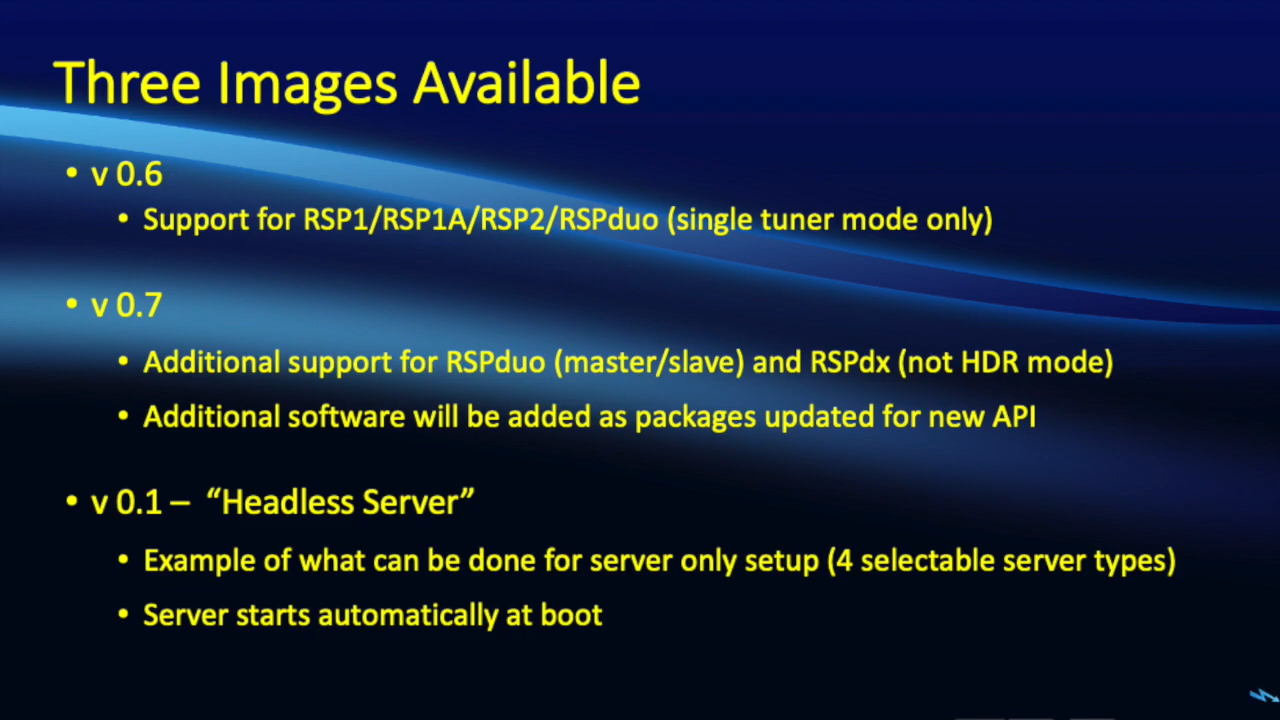 Three Images Available
• v 0.6
• Support for RSP1/RSP1A/RSP2/RSPduo (single tuner mode only)
• v 0.7
• Additional support for RSPduo (master/slave) and RSPdx (not HDR mode)
• Additional software will be added as packages updated for new API
• v 0.1 – “Headless Server”
• Example of what can be done for server only setup (4 selectable server types)
• Server starts automatically at boot